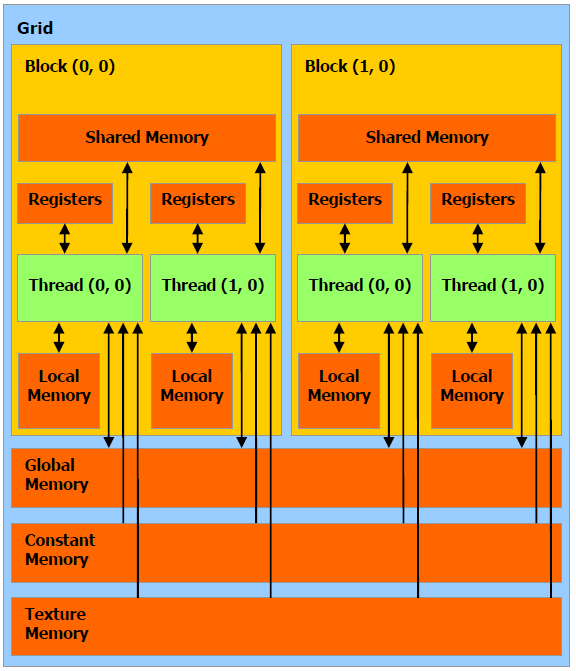 Grid
Block (0, 0)
Block (1, 0)
Shared Memory
Shared Memory
Registers
Registers
Registers
Registers
Thread (0, 0)
Thread (1, 0)
Thread (0, 0)
Thread (1, 0)
Local
Memory
Local
Memory
Local
Memory
Local
Memory
Global
Memory
Constant
Memory
Texture
Memory